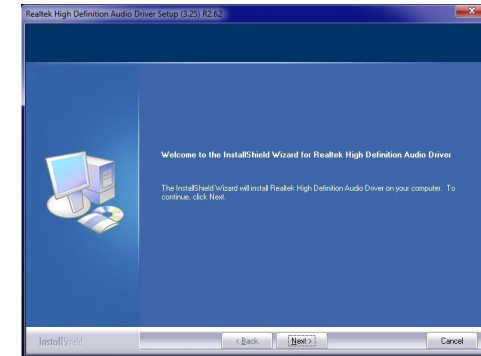 Realtek High Definition Audio Driver Setup (3.25) R2.62
Welcome to the InstallShield Wizard for Realtek High Definition Audio Driver
The InstallShield Wizard will install Realtek High Definition Audio Driver on your computer. To
continue, click Next.
InstallShield
< Back Next > Cancel